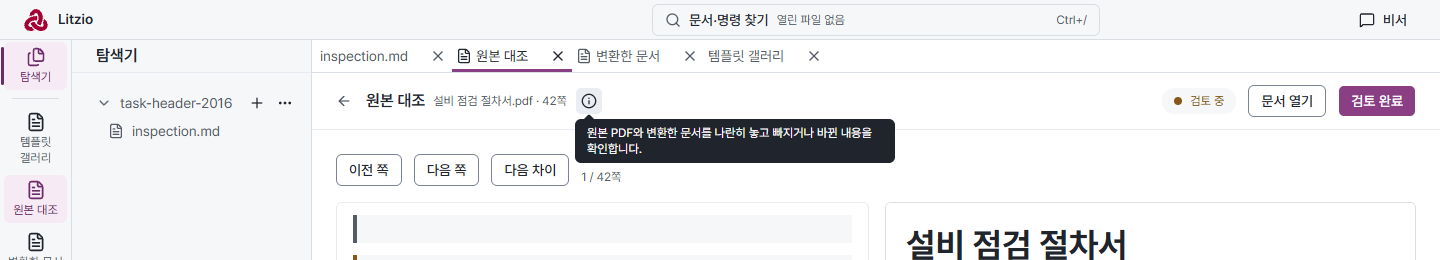 Litzio
문서·명령 찾기 열린 파일 없음 Ctrl+/
비서
탐색기
템플릿
갤러리
원본 대조
탐색기
task-header-2016
inspection.md
inspection.md
원본 대조
변환한 문서
템플릿 갤러리
원본 대조 설비 점검 절차서.pdf · 42쪽
검토 중
문서 열기
검토 완료
원본 PDF와 변환한 문서를 나란히 놓고 빠지거나 바뀐 내용을
확인합니다.
이전 쪽
다음 쪽
다음 차이
1 / 42쪽
설비 점검 절차서